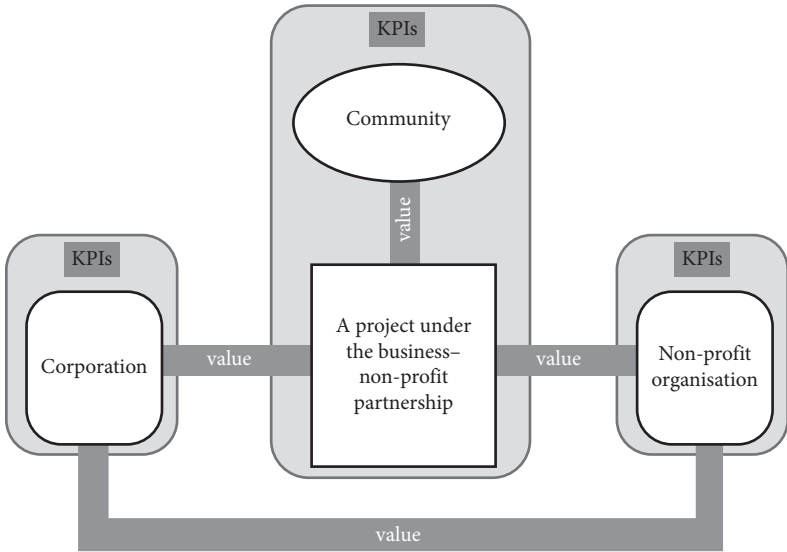 KPIs
Community
value
KPIs
KPIs
Corporation
value
A project under
the business–
non-profit
partnership
value
Non-profit
organisation
value